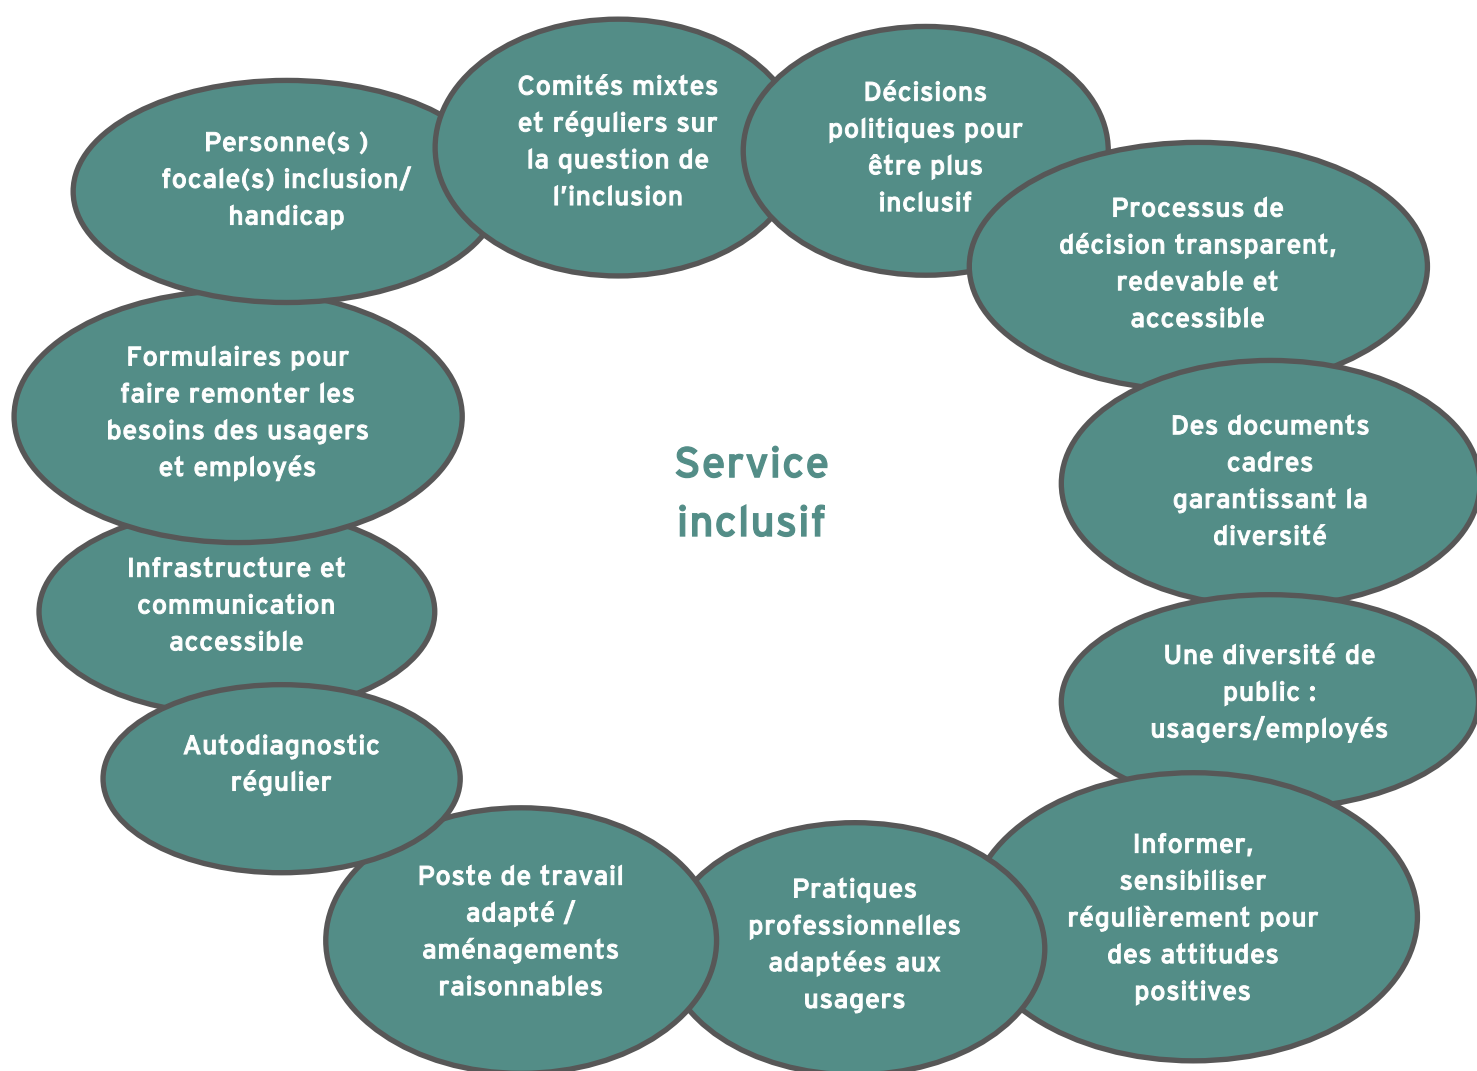 Comités mixtes
et réguliers sur
la question de
l'inclusion
Décisions
politiques pour
être plus
inclusif
Personne(s )
focale(s) inclusion/
handicap
Processus de
décision transparent,
redevable et
accessible
Formulaires pour
faire remonter les
besoins des usagers
et employés
Des documents
cadres
garantissant la
diversité
Service
inclusif
Infrastructure et
communication
accessible
Une diversité de
public :
usagers/employés
Autodiagnostic
régulier
Informer,
sensibiliser
régulièrement pour
des attitudes
positives
Poste de travail
adapté /
aménagements
raisonnables
Pratiques
professionnelles
adaptées aux
usagers